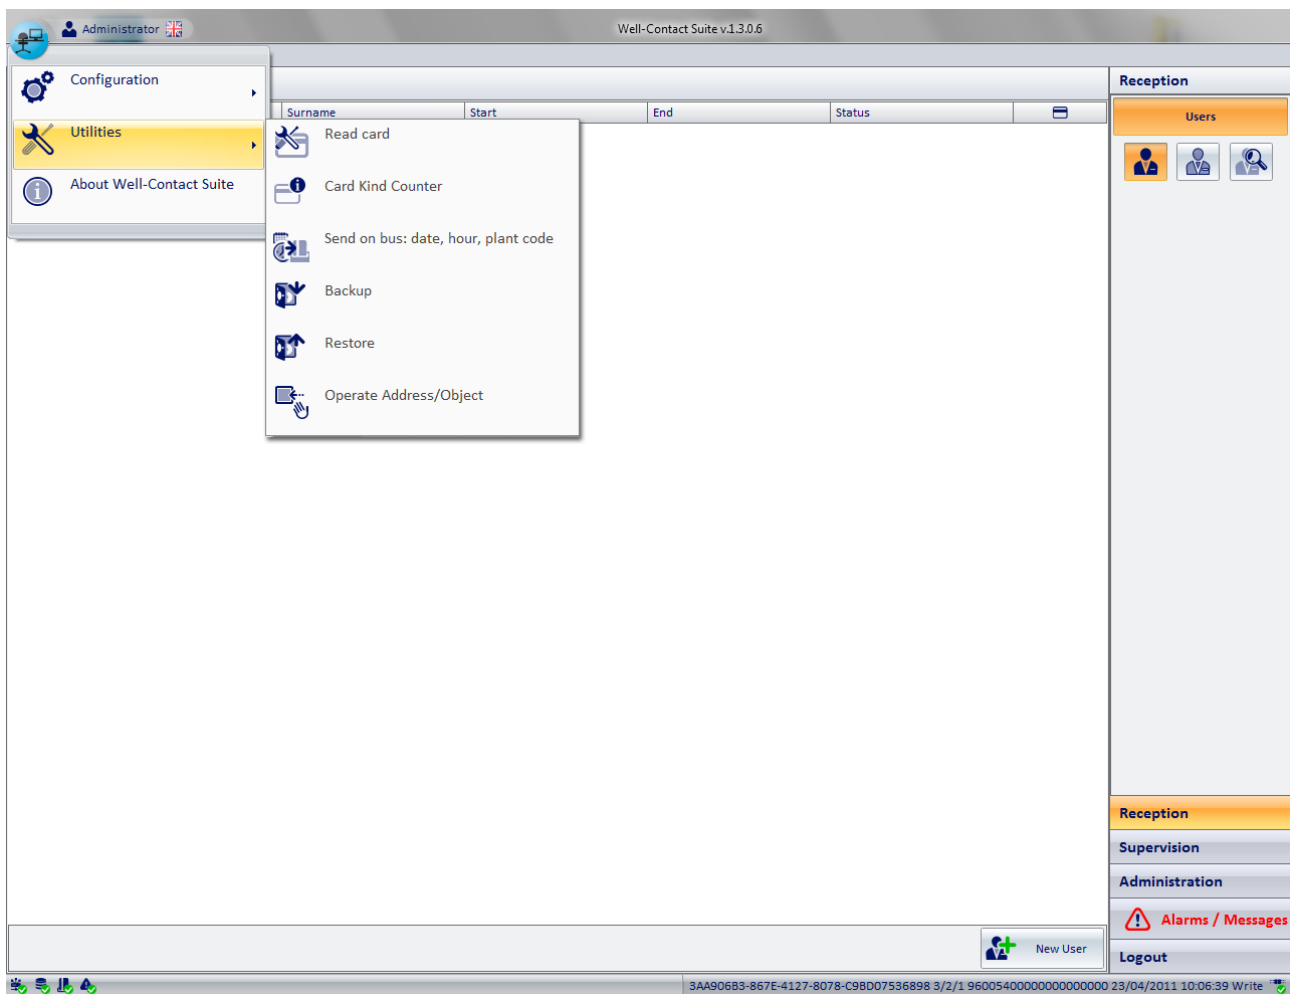 Administrator
Well-Contact Suite v.1.3.0.6
Configuration
Utilities
About Well-Contact Suite
Surname Start End Status
Read card
Card Kind Counter
Send on bus: date, hour, plant code
Backup
Restore
Operate Address/Object
Reception
Users
Reception
Supervision
Administration
Alarms / Messages
Logout
New User
3AA906B3-867E-4127-8078-C9BD07536898 3/2/1 96005400000000000000 23/04/2011 10:06:39 Write